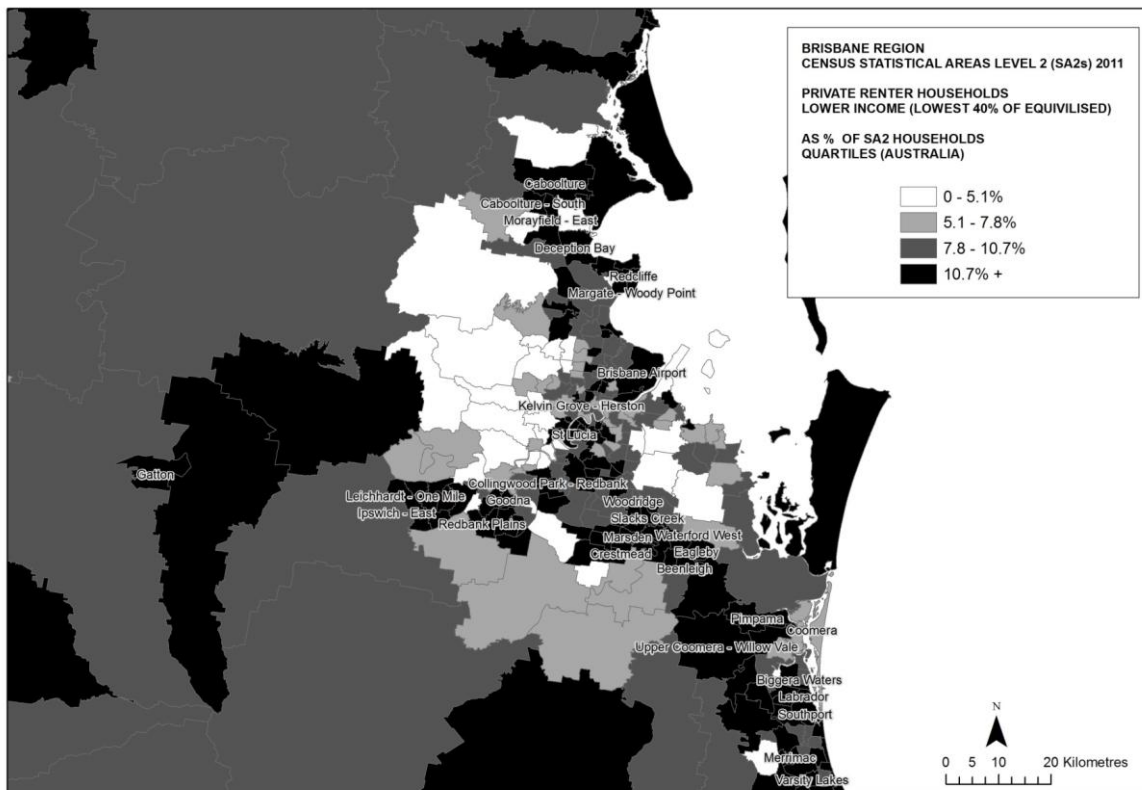 BRISBANE REGION
CENSUS STATISTICAL AREAS LEVEL 2 (SA2s) 2011
PRIVATE RENTER HOUSEHOLDS
LOWER INCOME (LOWEST 40% OF EQUIVILISED)
AS % OF SA2 HOUSEHOLDS
QUARTILES (AUSTRALIA)
0 - 5.1%
5.1 - 7.8%
7.8 - 10.7%
10.7% +
Caboolture
Caboolture - South
Morayfield - East
Deception Bay
Redcliffe
Margate - Woody Point
Brisbane Airport
Kelvin Grove - Herston
St Lucia
Gatton
Collingwood Park - Redbank
Leichhardt - One Mile
Goodna
Woodridge
Ipswich - East
Slacks Creek
Redbank Plains
Marsden
Waterford West
Crestmead
Eagleby
Beenleigh
Pimpama
Coomera
Upper Coomera - Willow Vale
Biggera Waters
Labrador
Southport
Merrimac
Varsity Lakes
N
0 5 10 20 Kilometres